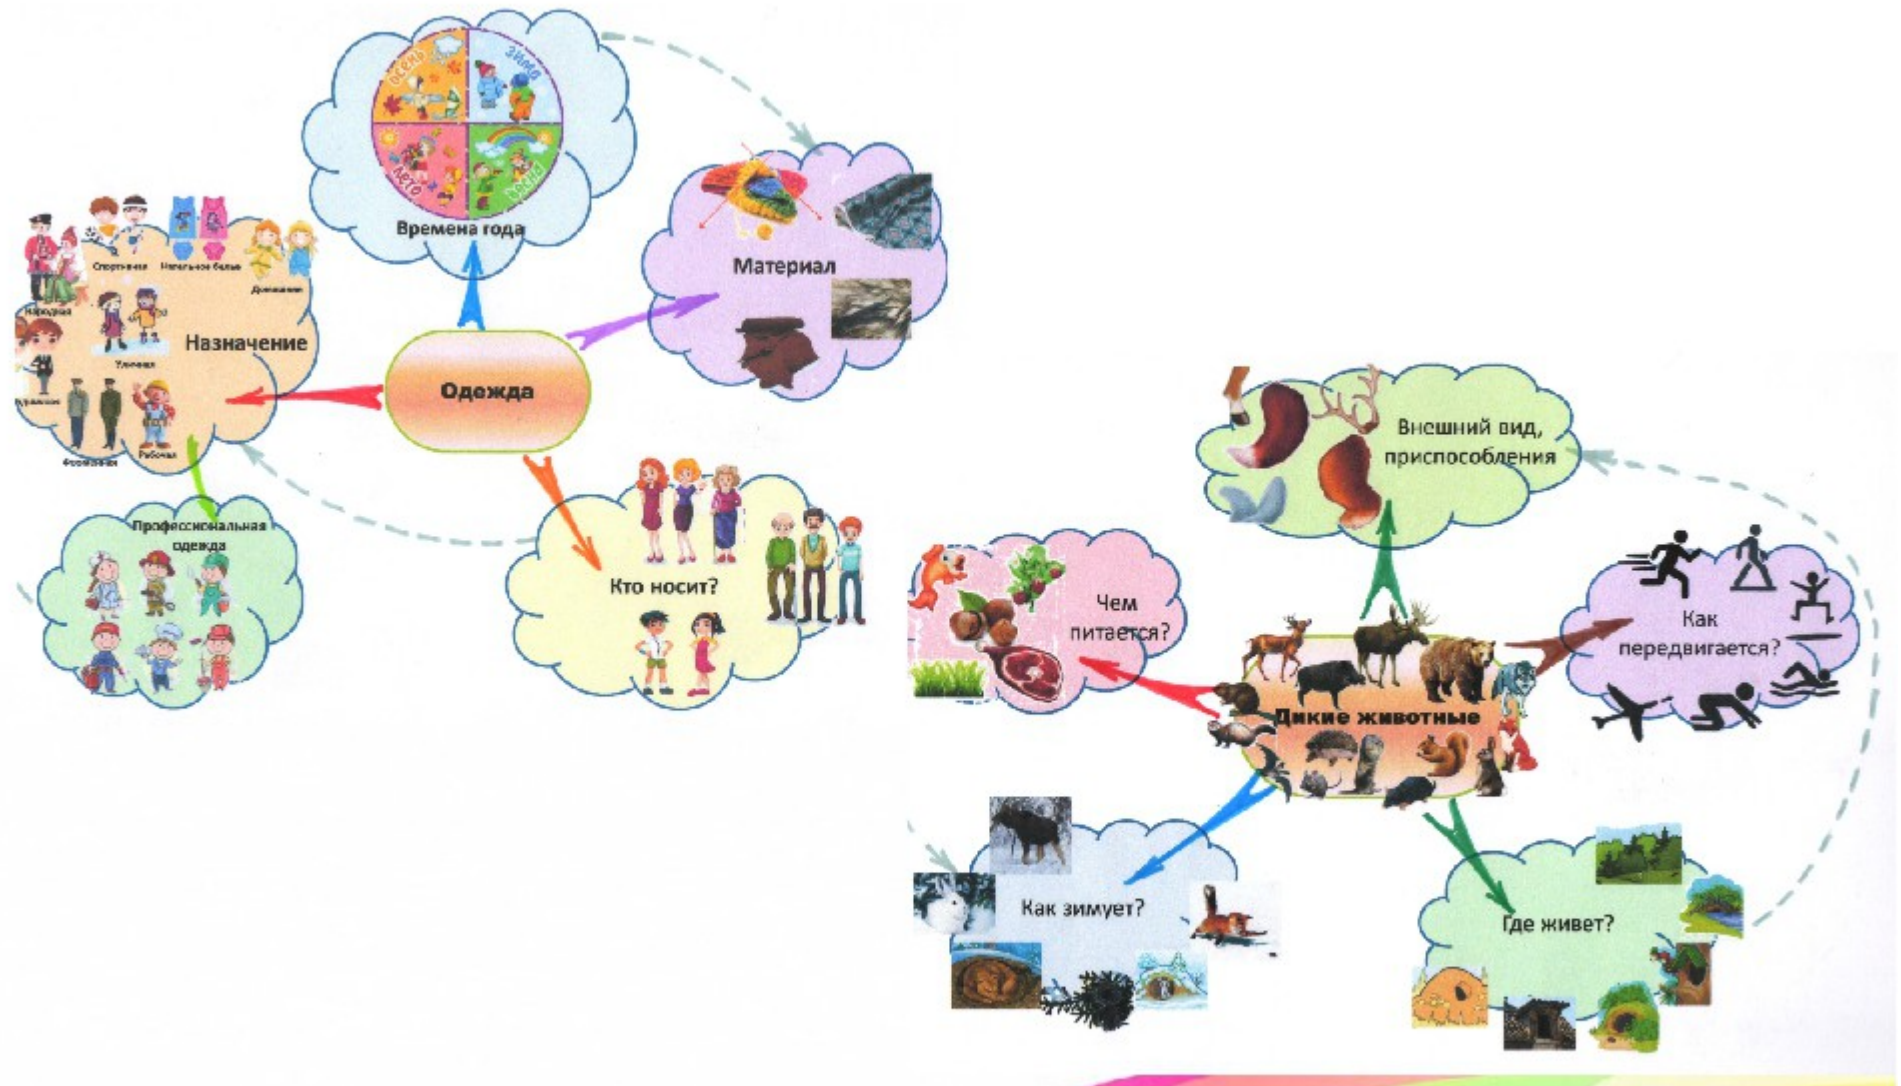 ОСЕНЬ
ЗИМА
ЛЕТО
ВЕСНА
Времена года
Материал
Спортивная
Нательное белье
Домашняя
Народная
Назначение
Уличная
Форменная
Рабочая
Одежда
Профессиональная
одежда
Кто носит?
Внешний вид,
приспособления
Чем
питается?
Как
передвигается?
Дикие животные
Как зимует?
Где живет?